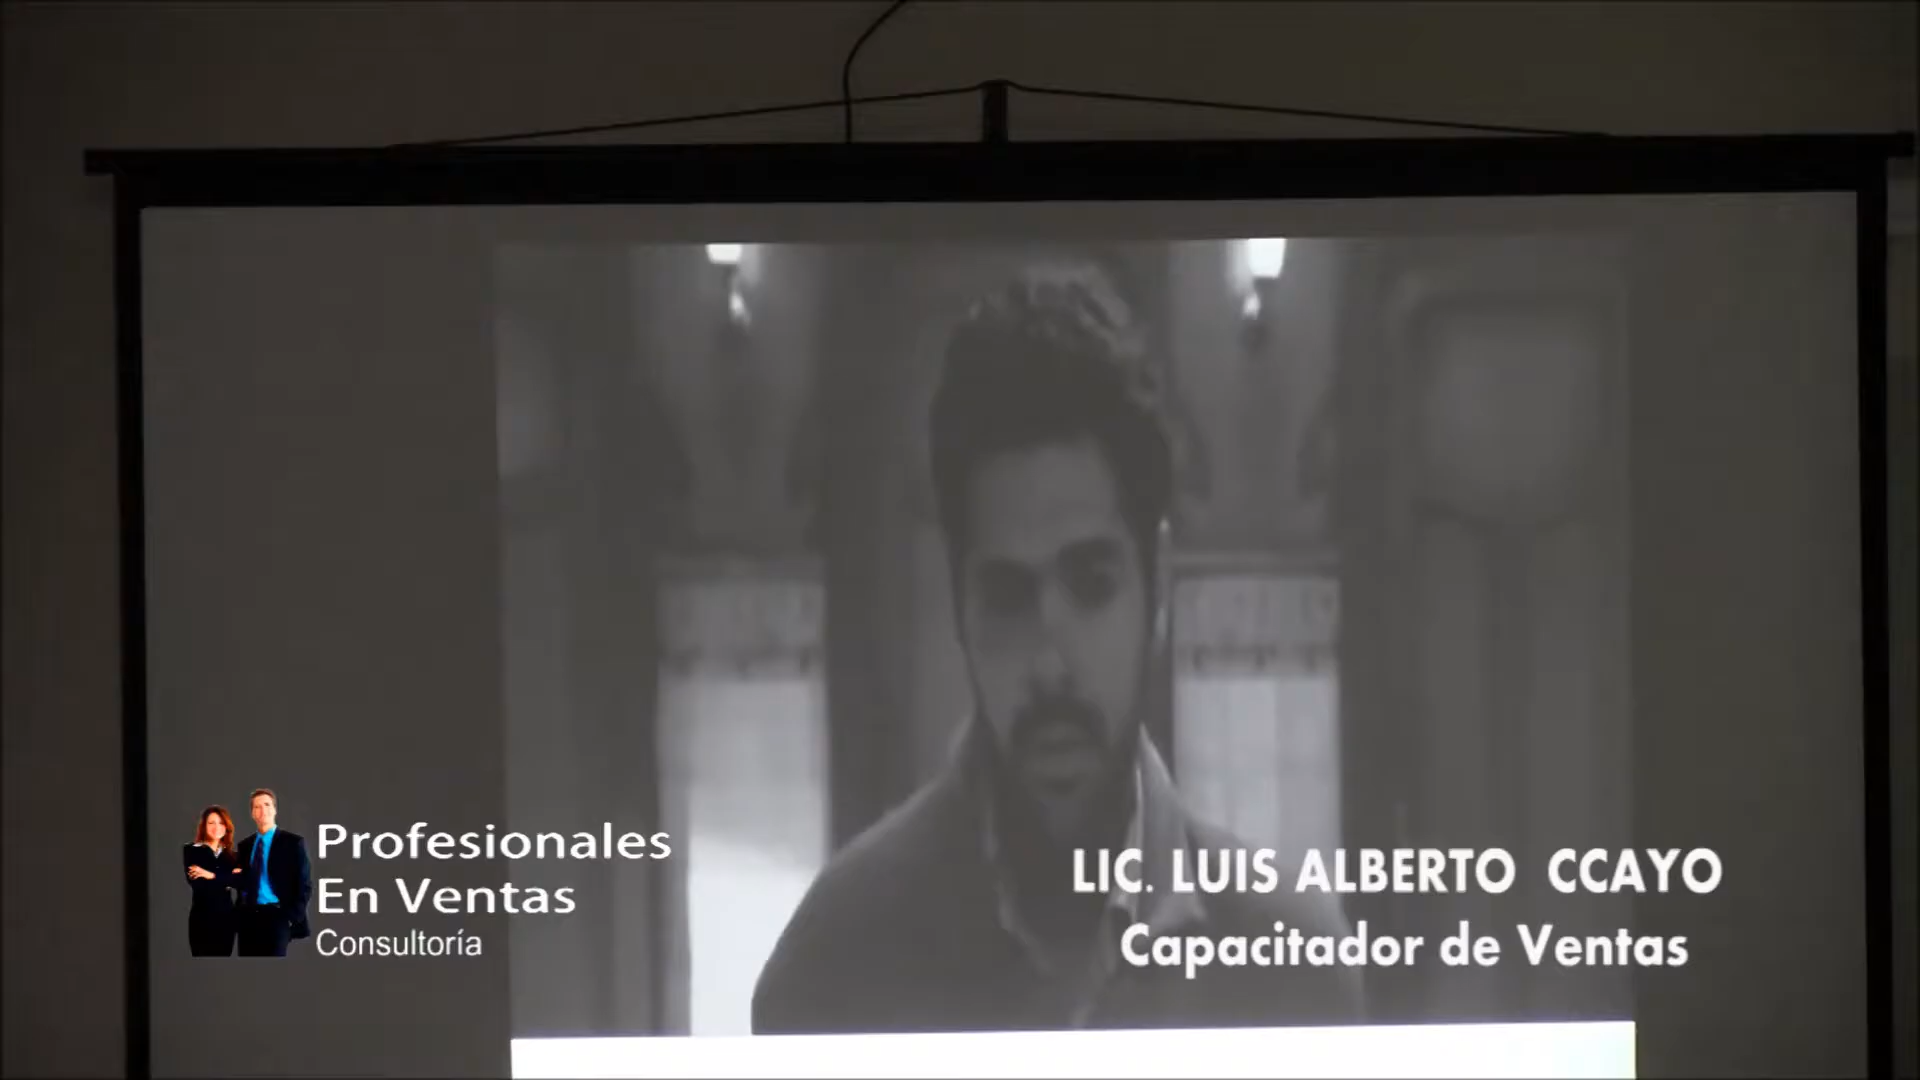 Profesionales
En Ventas
Consultoría
LIC. LUIS ALBERTO CCAYO
Capacitador de Ventas